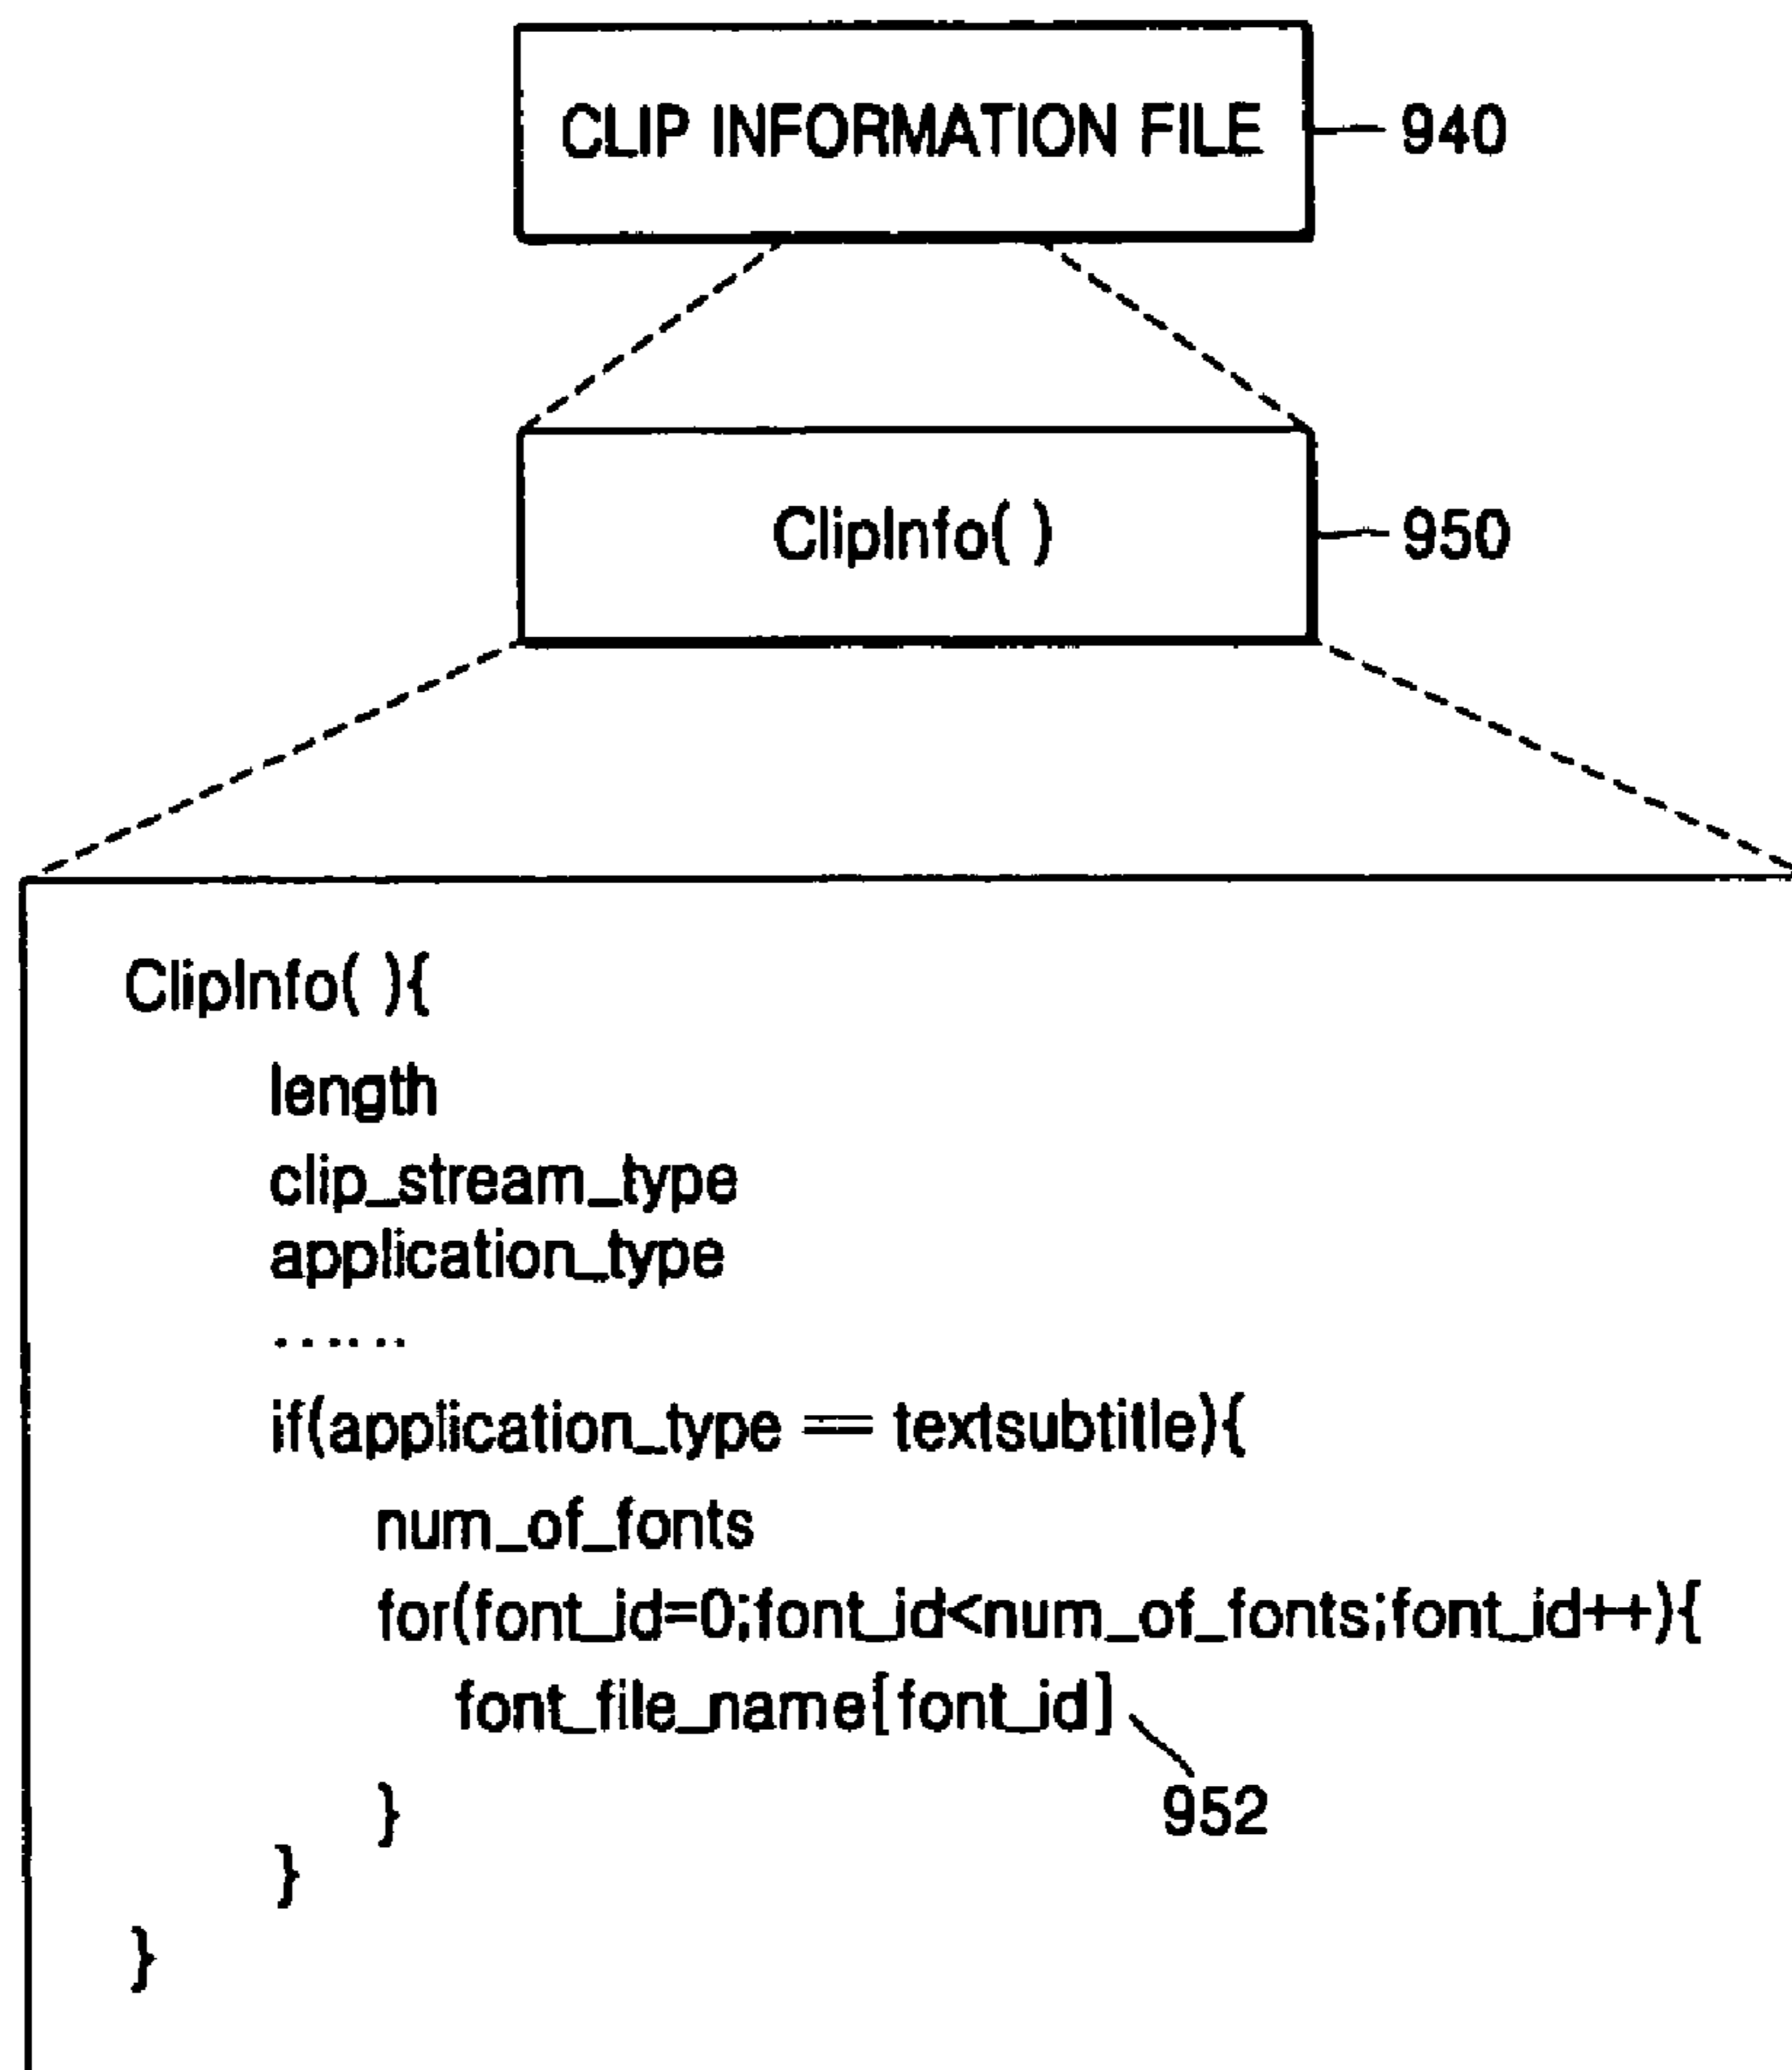 CLIP INFORMATION FILE 940
ClipInfo( ) 950
ClipInfo( ){
length
clip_stream_type
application_type
......
if(application_type == textsubtitle){
num_of_fonts
for(font_id=0;font_id<num_of_fonts;font_id++){
font_file_name[font_id]
952
}
}
}